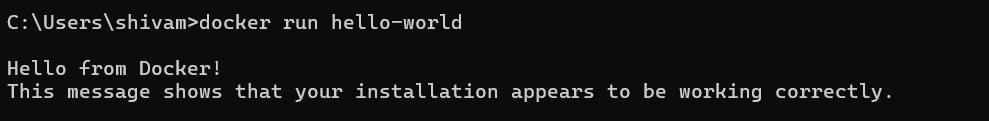 C:\Users\shivam>docker run hello-world
Hello from Docker!
This message shows that your installation appears to be working correctly.